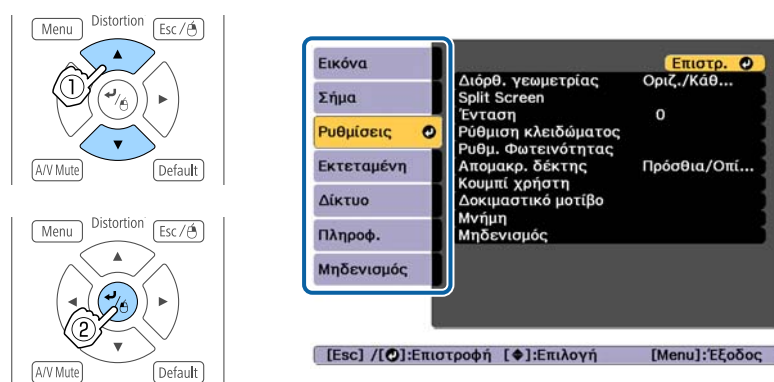 Menu Distortion Esc/
1
A/V Mute Default
Menu Distortion Esc/
2
A/V Mute Default
Εικόνα
Σήμα
Ρυθμίσεις
Εκτεταμένη
Δίκτυο
Πληροφ.
Μηδενισμός
Επιστρ.
Διόρθ. γεωμετρίας Οριζ./Κάθ...
Split Screen
Ένταση 0
Ρύθμιση κλειδώματος
Ρυθμ. Φωτεινότητας
Απομακρ. δέκτης Πρόσθια/Οπί...
Κουμπί χρήστη
Δοκιμαστικό μοτίβο
Μνήμη
Μηδενισμός
[Esc] /[ ]:Επιστροφή [ ]:Επιλογή [Menu]:Έξοδος